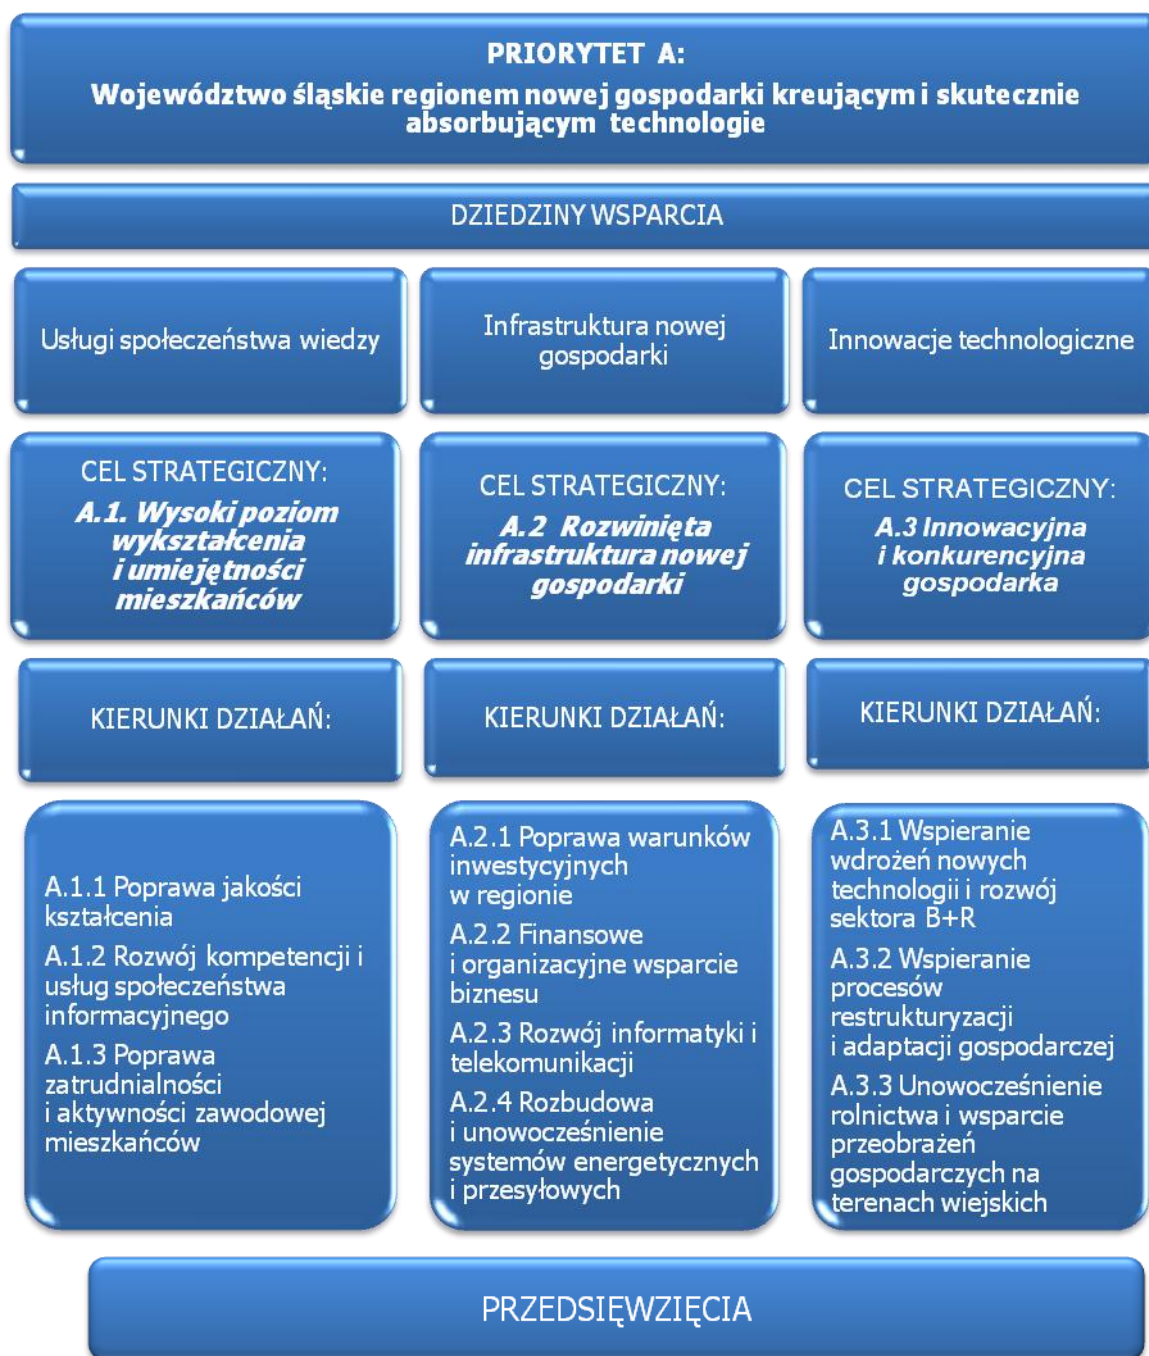 PRIORYTET A:
Województwo śląskie regionem nowej gospodarki kreującym i skutecznie
absorbującym technologie
DZIEDZINY WSPARCIA
Usługi społeczeństwa wiedzy
Infrastruktura nowej
gospodarki
Innowacje technologiczne
CEL STRATEGICZNY:
A.1. Wysoki poziom
wykształcenia
i umiejętności
mieszkańców
CEL STRATEGICZNY:
A.2 Rozwinięta
infrastruktura nowej
gospodarki
CEL STRATEGICZNY:
A.3 Innowacyjna
i konkurencyjna
gospodarka
KIERUNKI DZIAŁAŃ:
KIERUNKI DZIAŁAŃ:
KIERUNKI DZIAŁAŃ:
A.1.1 Poprawa jakości
kształcenia
A.1.2 Rozwój kompetencji i
usług społeczeństwa
informacyjnego
A.1.3 Poprawa
zatrudnialności
i aktywności zawodowej
mieszkańców
A.2.1 Poprawa warunków
inwestycyjnych
w regionie
A.2.2 Finansowe
i organizacyjne wsparcie
biznesu
A.2.3 Rozwój informatyki i
telekomunikacji
A.2.4 Rozbudowa
i unowocześnienie
systemów energetycznych
i przesyłowych
A.3.1 Wspieranie
wdrożeń nowych
technologii i rozwój
sektora B+R
A.3.2 Wspieranie
procesów
restrukturyzacji
i adaptacji gospodarczej
A.3.3 Unowocześnienie
rolnictwa i wsparcie
przeobrażeń
gospodarczych na
terenach wiejskich
PRZEDSIĘWZIĘCIA